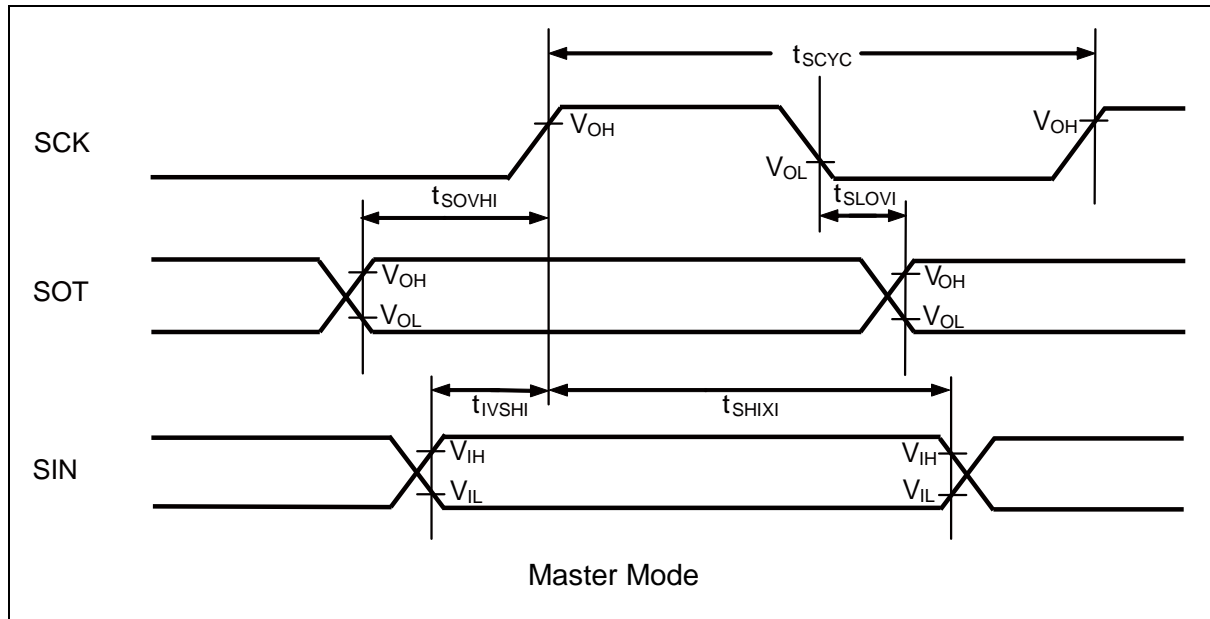 tSCYC
SCK
VOH
VOH
VOL
tSOVHI
tSLOVI
SOT
VOH
VOH
VOL
VOL
tIVSHI
tSHIXI
SIN
VIH
VIH
VIL
VIL
Master Mode